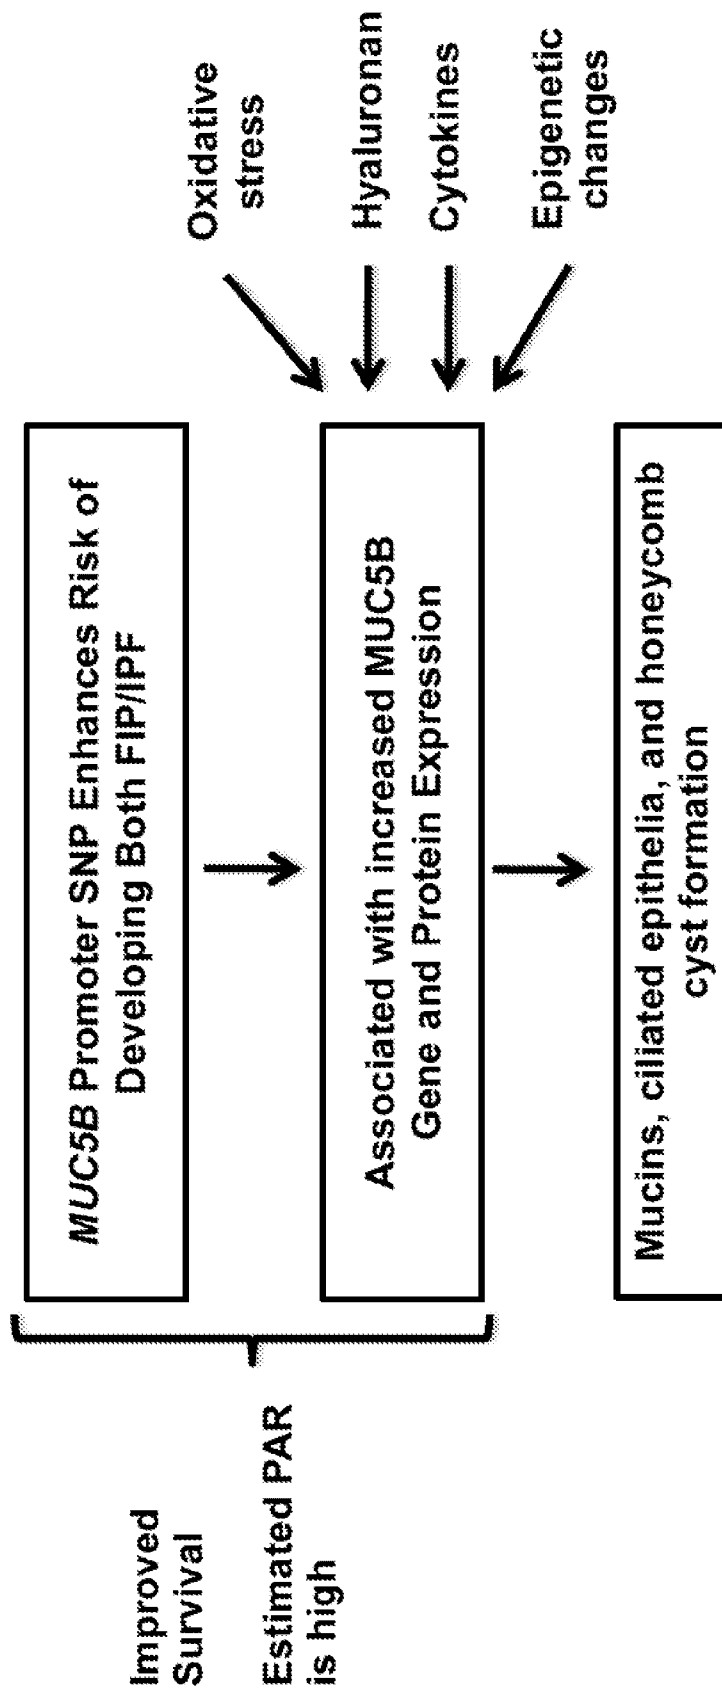 Improved
Survival
Estimated PAR
is high
MUC5B Promoter SNP Enhances Risk of
Developing Both FIP/IPF
Associated with increased MUC5B
Gene and Protein Expression
Mucins, ciliated epithelia, and honeycomb
cyst formation
Oxidative
stress
Hyaluronan
Cytokines
Epigenetic
changes